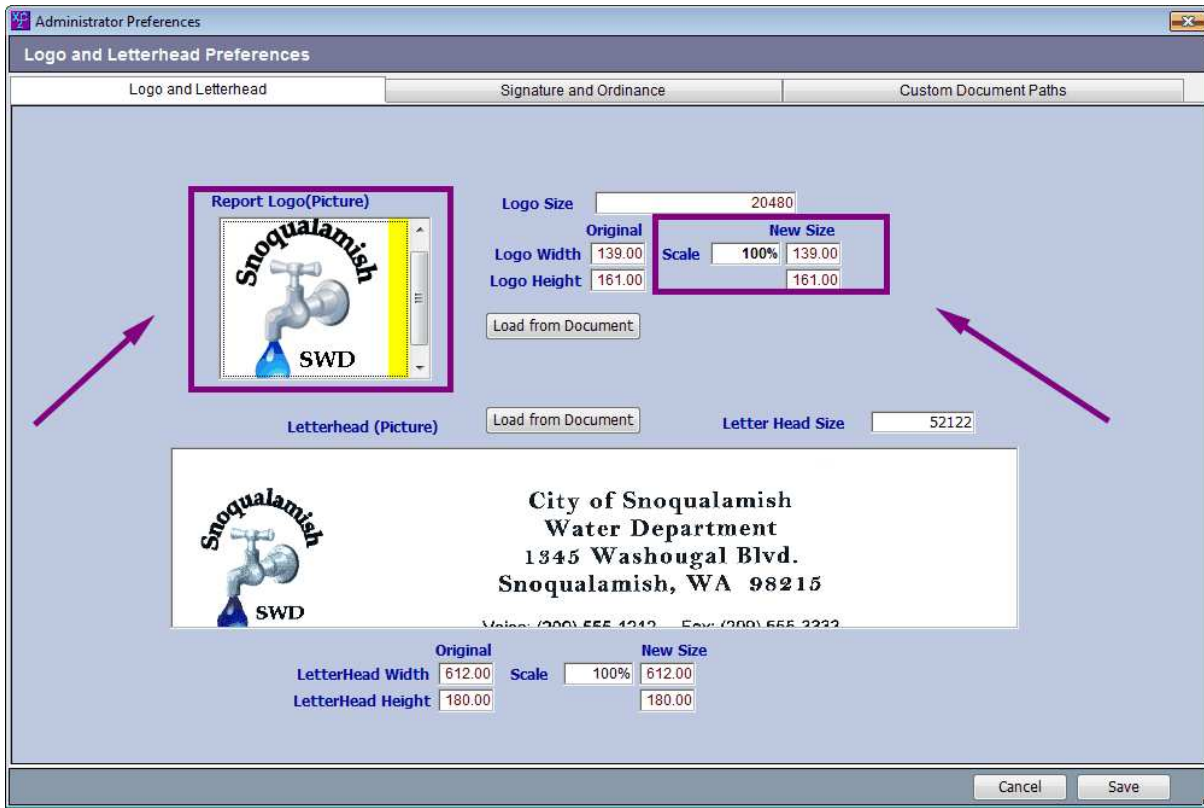 Administrator Preferences
Logo and Letterhead Preferences
Logo and Letterhead
Signature and Ordinance
Custom Document Paths
Report Logo(Picture)
Snoqualamish
SWD
Logo Size 20480
Original New Size
Logo Width 139.00 Scale 100% 139.00
Logo Height 161.00 161.00
Load from Document
Letterhead (Picture) Load from Document Letter Head Size 52122
Snoqualamish
SWD
City of Snoqualamish
Water Department
1345 Washougal Blvd.
Snoqualamish, WA 98215
Original New Size
LetterHead Width 612.00 Scale 100% 612.00
LetterHead Height 180.00 180.00
Cancel Save